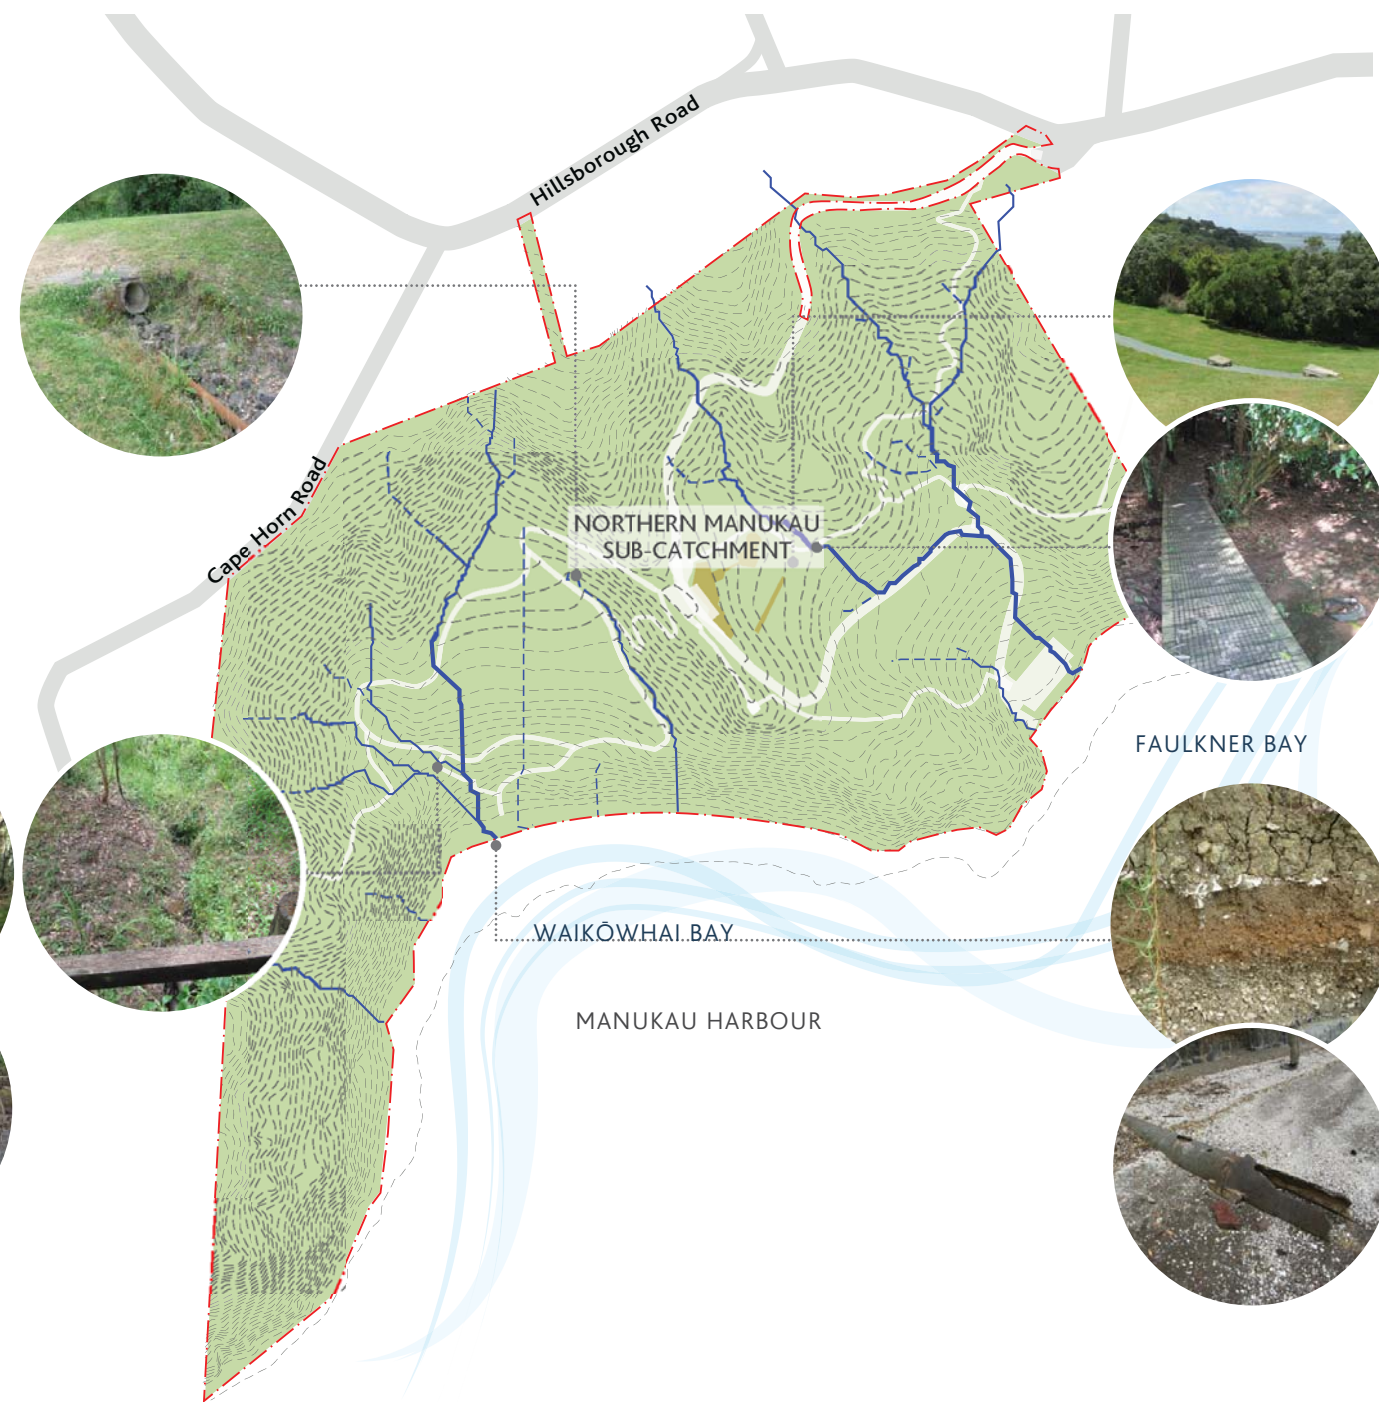 Hillsborough Road
Cape Horn Road
NORTHERN MANUKAU
SUB-CATCHMENT
FAULKNER BAY
WAIKŌWHAI BAY
MANUKAU HARBOUR